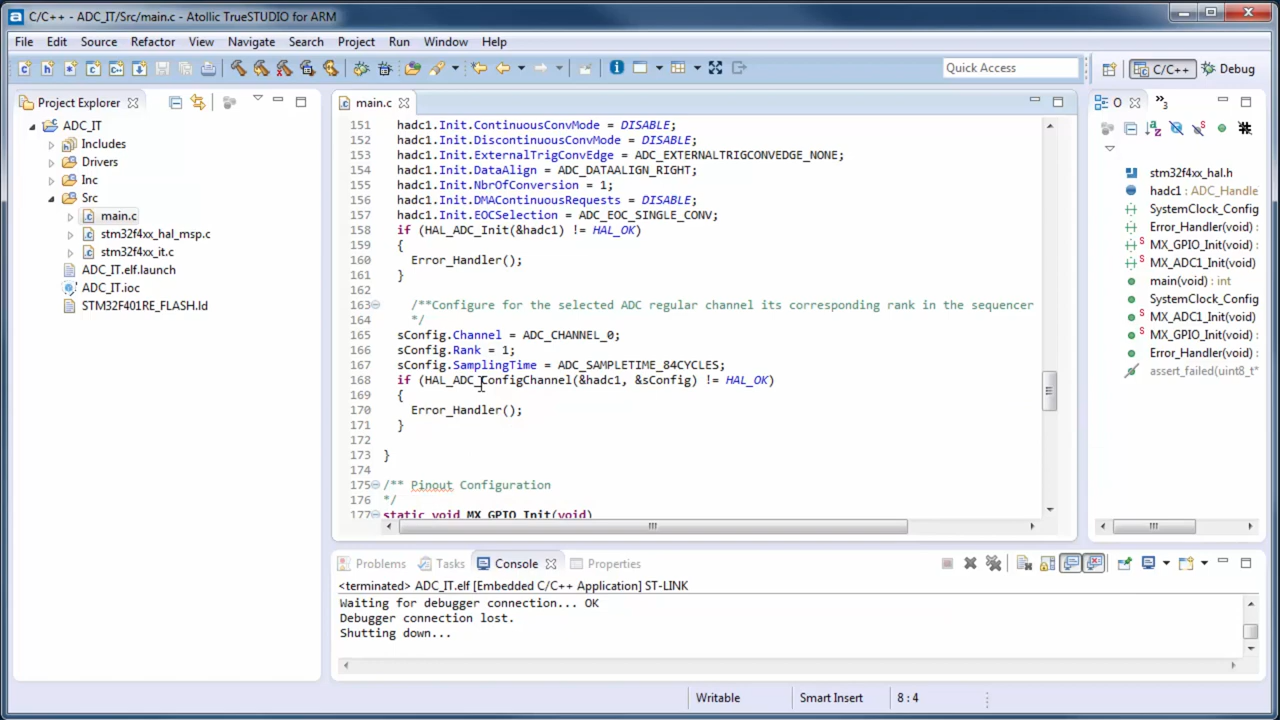 C/C++ - ADC_IT/Src/main.c - Atollic TrueSTUDIO for ARM
File Edit Source Refactor View Navigate Search Project Run Window Help
Quick Access
C/C++
Debug
Project Explorer
ADC_IT
Includes
Drivers
Inc
Src
main.c
stm32f4xx_hal_msp.c
stm32f4xx_it.c
ADC_IT.elf.launch
ADC_IT.ioc
STM32F401RE_FLASH.ld
main.c
151 hadc1.Init.ContinuousConvMode = DISABLE;
152 hadc1.Init.DiscontinuousConvMode = DISABLE;
153 hadc1.Init.ExternalTrigConvEdge = ADC_EXTERNALTRIGCONVEDGE_NONE;
154 hadc1.Init.DataAlign = ADC_DATAALIGN_RIGHT;
155 hadc1.Init.NbrOfConversion = 1;
156 hadc1.Init.DMAContinuousRequests = DISABLE;
157 hadc1.Init.EOCSelection = ADC_EOC_SINGLE_CONV;
158 if (HAL_ADC_Init(&hadc1) != HAL_OK)
159 {
160 Error_Handler();
161 }
162
163 /**Configure for the selected ADC regular channel its corresponding rank in the sequencer
164 */
165 sConfig.Channel = ADC_CHANNEL_0;
166 sConfig.Rank = 1;
167 sConfig.SamplingTime = ADC_SAMPLETIME_84CYCLES;
168 if (HAL_ADC_ConfigChannel(&hadc1, &sConfig) != HAL_OK)
169 {
170 Error_Handler();
171 }
172
173 }
174
175 /** Pinout Configuration
176 */
177 static void MX_GPIO_Init(void)
O
3
stm32f4xx_hal.h
hadc1 : ADC_Handle
SystemClock_Config
Error_Handler(void) :
MX_GPIO_Init(void)
MX_ADC1_Init(void)
main(void) : int
SystemClock_Config
MX_ADC1_Init(void) :
MX_GPIO_Init(void) :
Error_Handler(void) :
assert_failed(uint8_t*
Problems
Tasks
Console
Properties
<terminated> ADC_IT.elf [Embedded C/C++ Application] ST-LINK
Waiting for debugger connection... OK
Debugger connection lost.
Shutting down...
Writable
Smart Insert
8 : 4